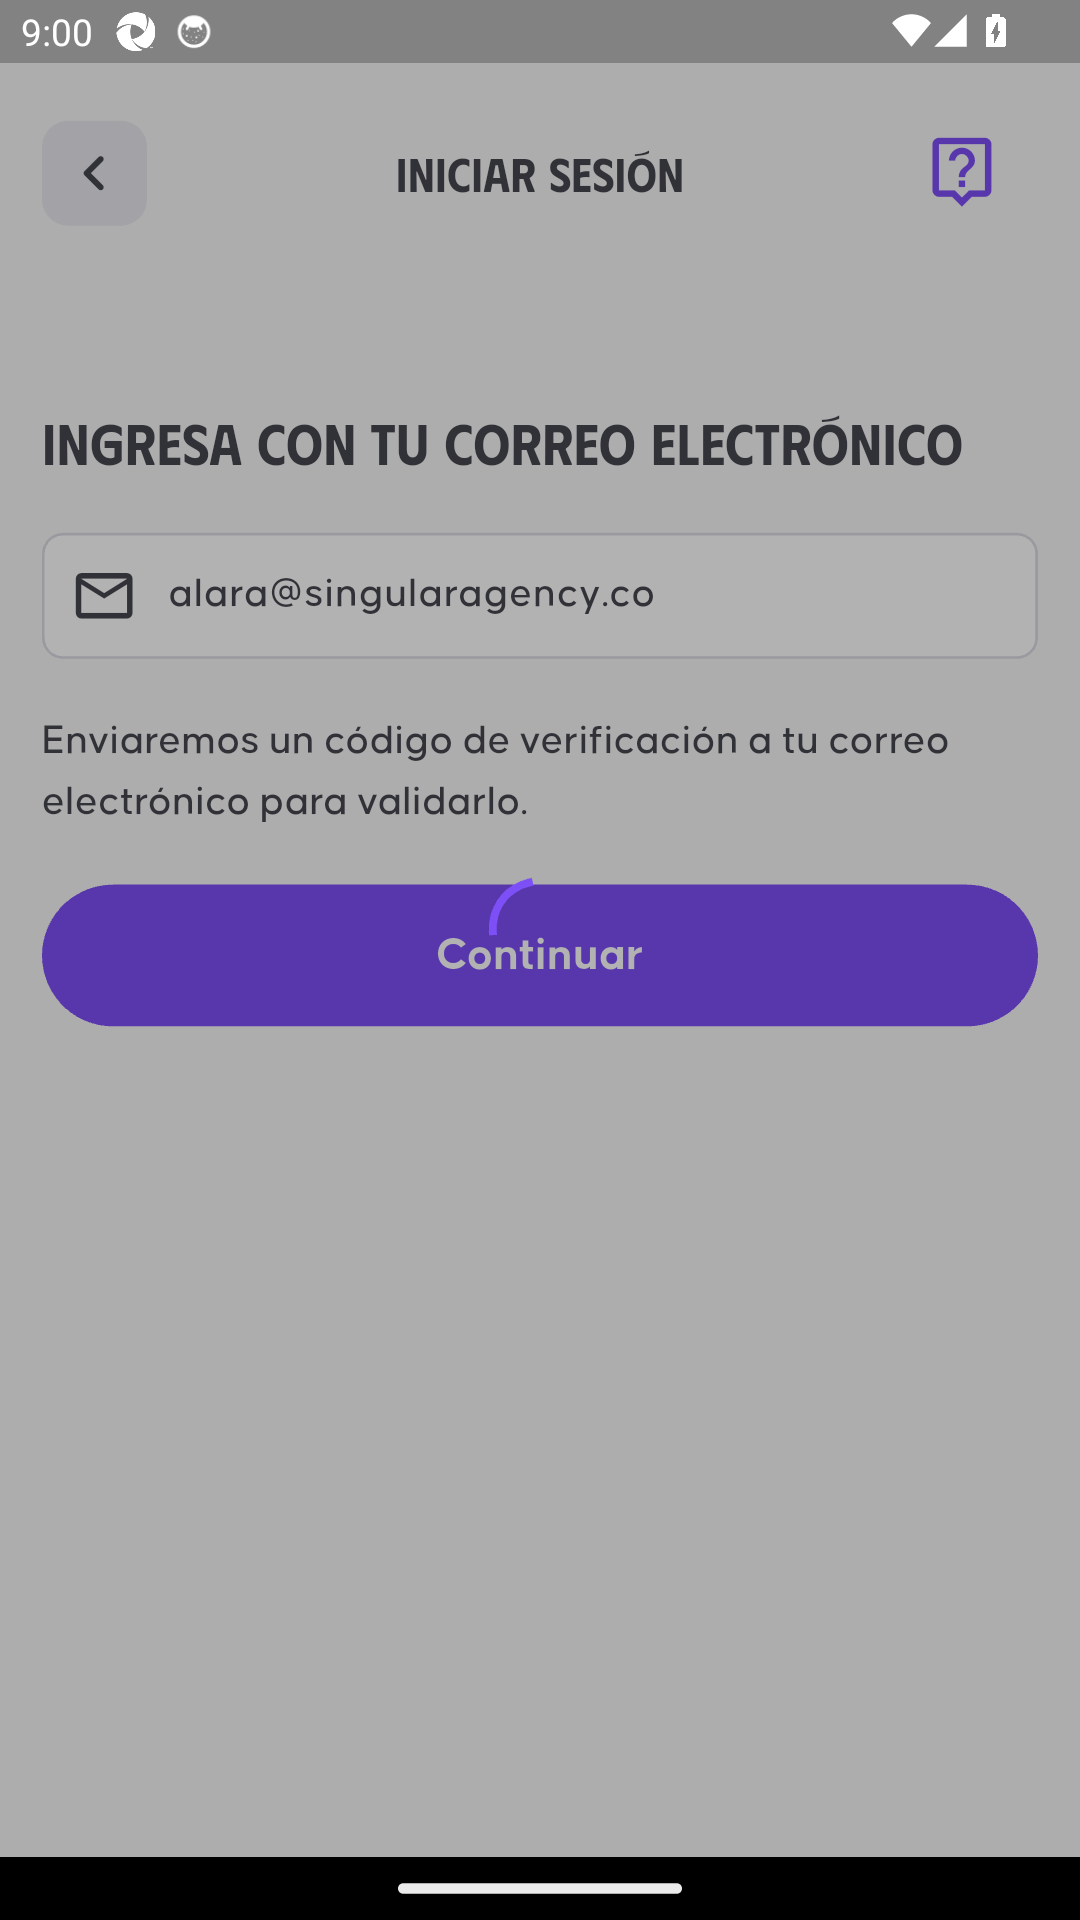 9:00
INICIAR SESIÓN
INGRESA CON TU CORREO ELECTRÓNICO
alara@singularagency.co
Enviaremos un código de verificación a tu correo
electrónico para validarlo.
Continuar